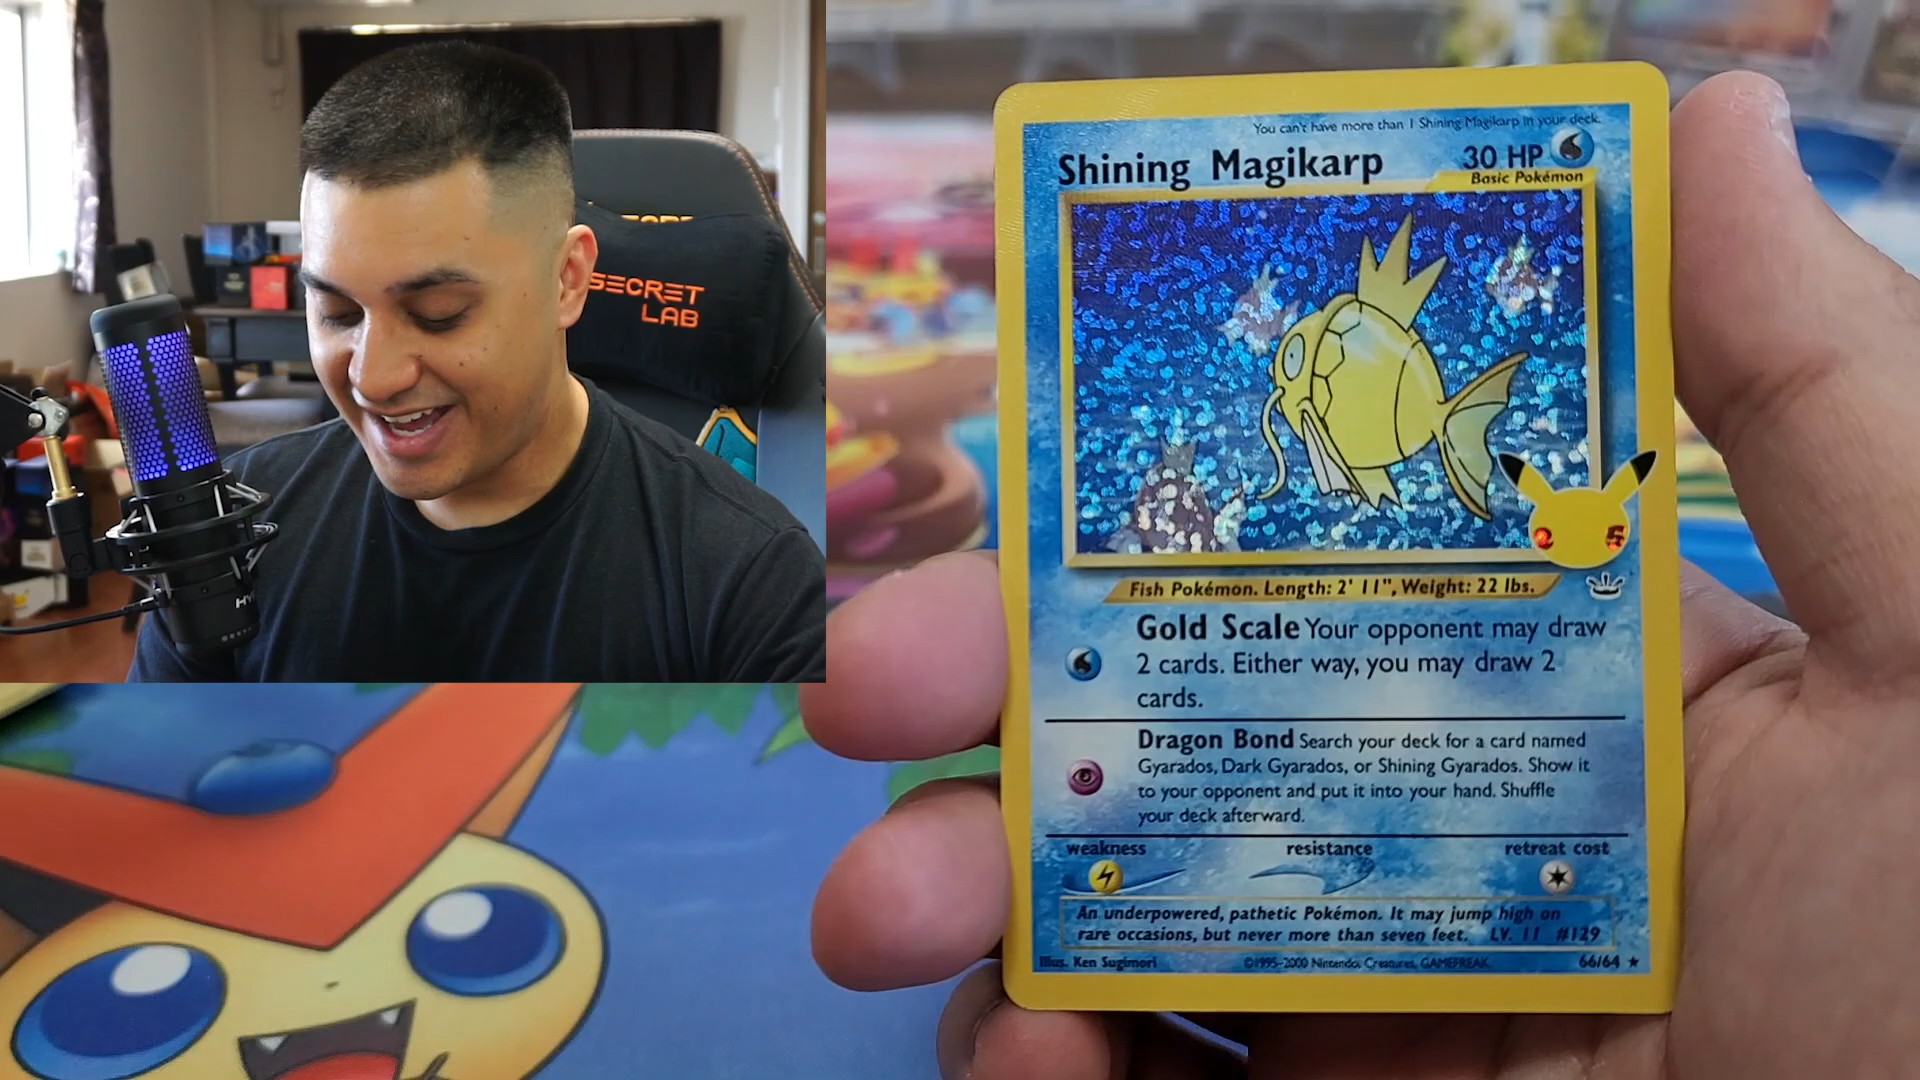 SECRET
LAB
HY
You can't have more than 1 Shining Magikarp in your deck.
Shining Magikarp 30 HP
Basic Pokémon
25
Fish Pokémon. Length: 2' 11", Weight: 22 lbs.
Gold Scale Your opponent may draw
2 cards. Either way, you may draw 2
cards.
Dragon Bond Search your deck for a card named
Gyarados, Dark Gyarados, or Shining Gyarados. Show it
to your opponent and put it into your hand. Shuffle
your deck afterward.
weakness resistance retreat cost
An underpowered, pathetic Pokémon. It may jump high on
rare occasions, but never more than seven feet. LV. 11 #129
Illus. Ken Sugimori ©1995-2000 Nintendo, Creatures, GAMEFREAK. 66/64 ★